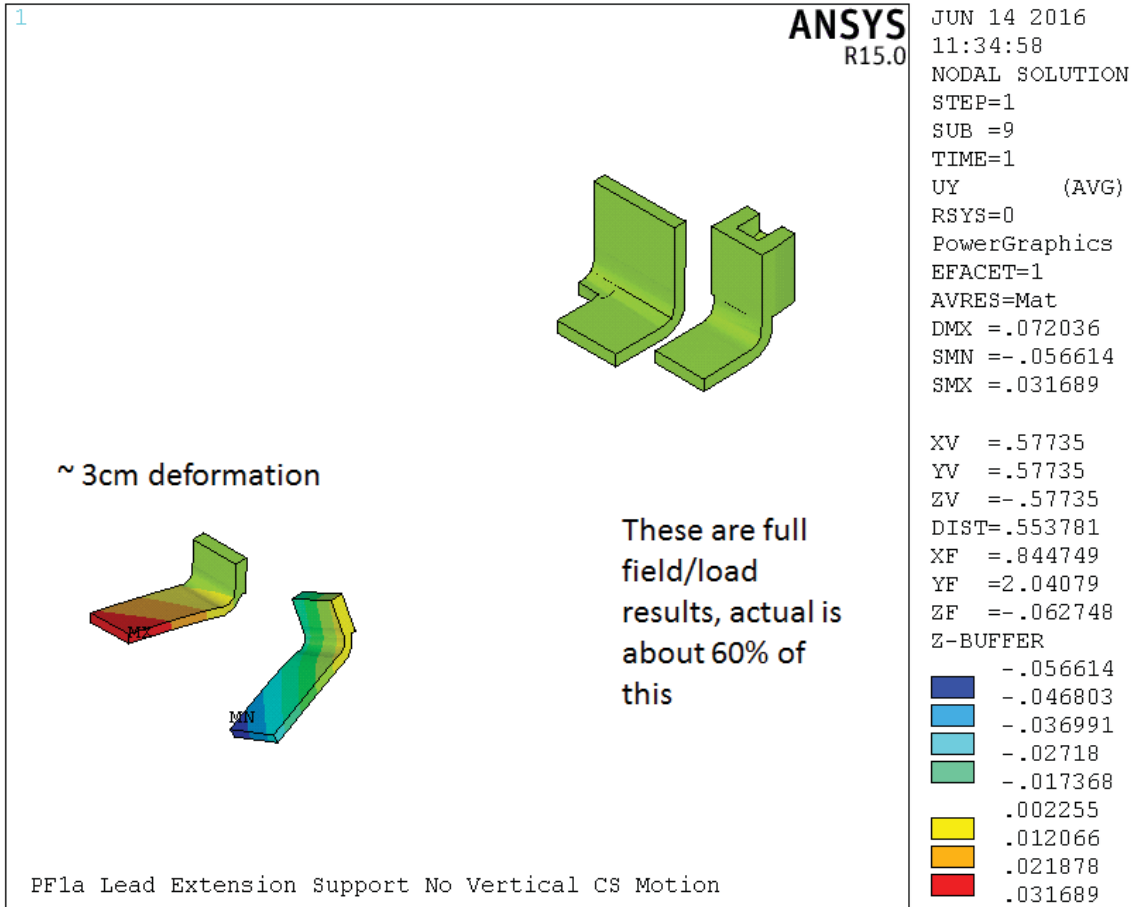 1
ANSYS
R15.0
JUN 14 2016
11:34:58
NODAL SOLUTION
STEP=1
SUB =9
TIME=1
UY (AVG)
RSYS=0
PowerGraphics
EFACET=1
AVRES=Mat
DMX =.072036
SMN =-.056614
SMX =.031689
XV =.57735
YV =.57735
ZV =-.57735
DIST=.553781
XF =.844749
YF =2.04079
ZF =-.062748
Z-BUFFER
-.056614
-.046803
-.036991
-.02718
-.017368
.002255
.012066
.021878
.031689
~ 3cm deformation
These are full
field/load
results, actual is
about 60% of
this
MX
MN
PF1a Lead Extension Support No Vertical CS Motion